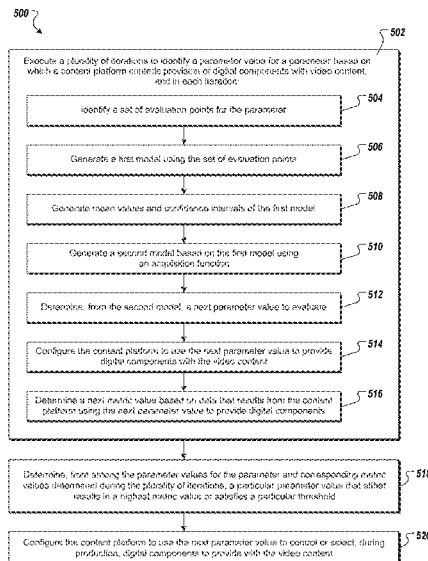 500
502
Execute a plurality of iterations to identify a parameter value for a parameter based on
which a content platform controls provision of digital components with video content,
and in each iteration:
504
Identify a set of evaluation points for the parameter
506
Generate a first model using the set of evaluation points
508
Generate mean values and confidence intervals of the first model
510
Generate a second model based on the first model using
an acquisition function
512
Determine, from the second model, a next parameter value to evaluate
514
Configure the content platform to use the next parameter value to provide
digital components with the video content
516
Determine a next metric value based on data that results from the content
platform using the next parameter value to provide digital components
518
Determine, from among the parameter values for the parameter and corresponding metric
values determined during the plurality of iterations, a particular parameter value that either
results in a highest metric value or satisfies a particular threshold
520
Configure the content platform to use the next parameter value to control or select, during
production, digital components to provide with the video content